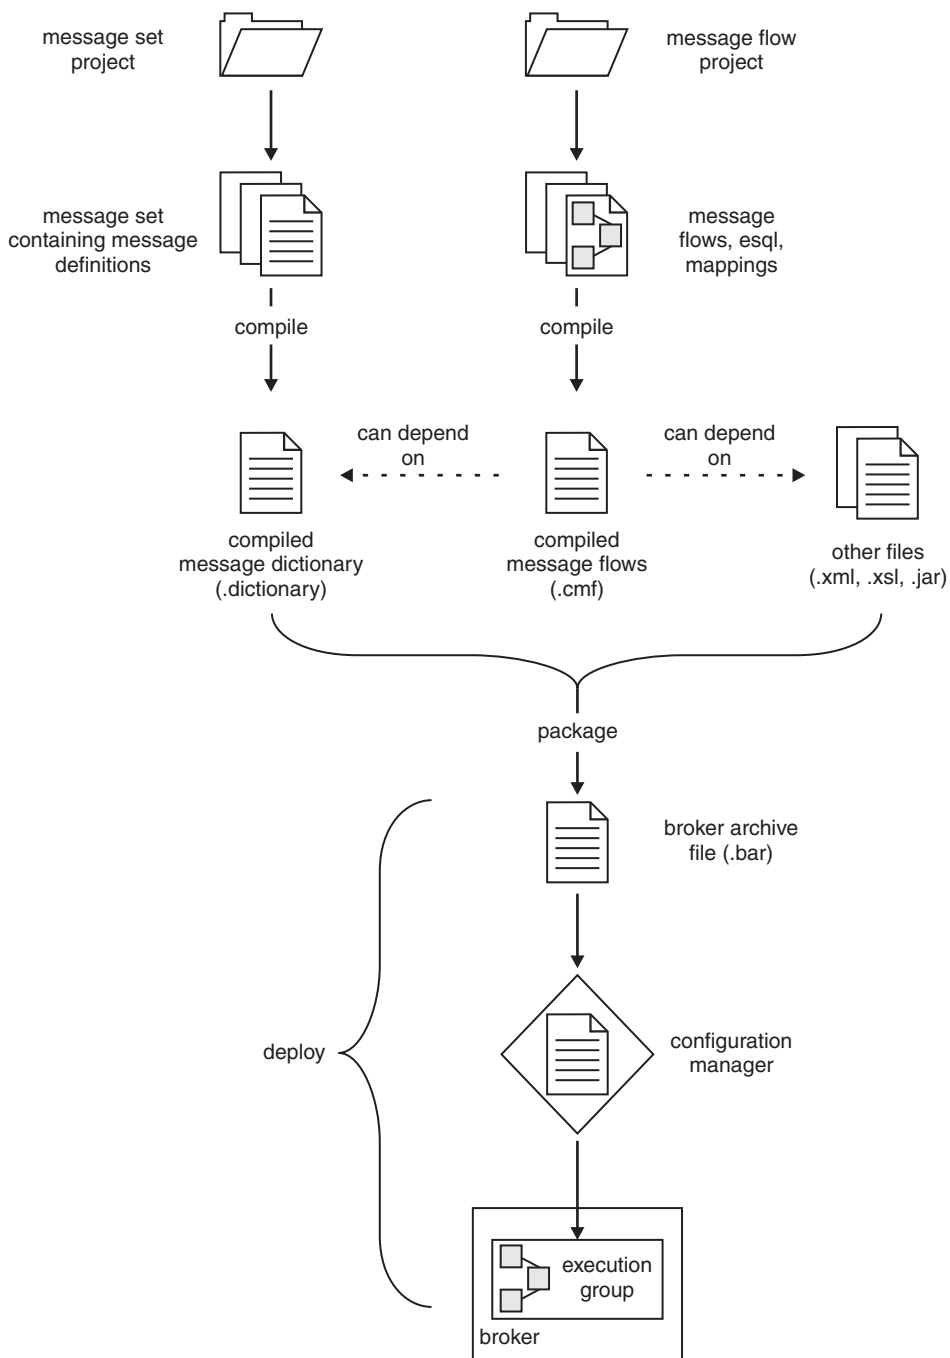 message set
project
message flow
project
message set
containing message
definitions
message
flows, esql,
mappings
compile
compile
can depend
on
can depend
on
compiled
message dictionary
(.dictionary)
compiled
message flows
(.cmf)
other files
(.xml, .xsl, .jar)
package
broker archive
file (.bar)
deploy
configuration
manager
execution
group
broker